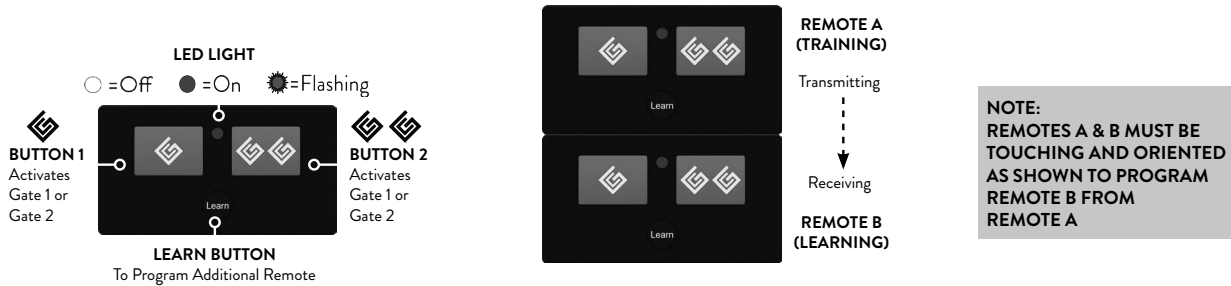 LED LIGHT
=Off =On =Flashing
BUTTON 1
Activates
Gate 1 or
Gate 2
Learn
BUTTON 2
Activates
Gate 1 or
Gate 2
LEARN BUTTON
To Program Additional Remote
Learn
Learn
REMOTE A
(TRAINING)
Transmitting
Receiving
REMOTE B
(LEARNING)
NOTE:
REMOTES A & B MUST BE
TOUCHING AND ORIENTED
AS SHOWN TO PROGRAM
REMOTE B FROM
REMOTE A